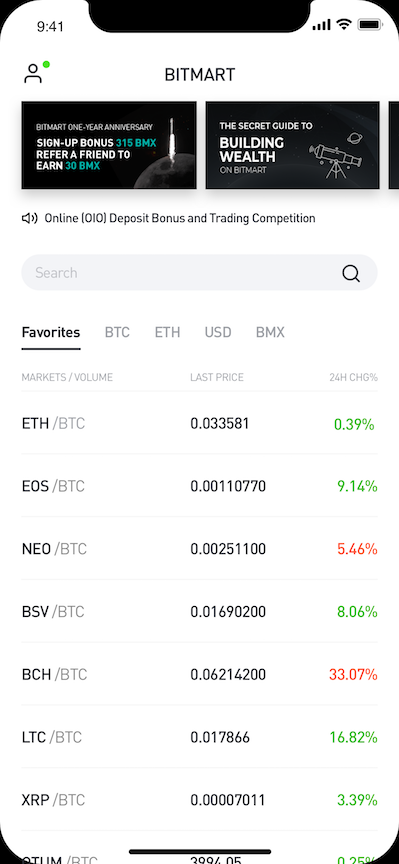 9:41
BITMART
BITMART ONE-YEAR ANNIVERSARY
SIGN-UP BONUS 315 BMX
REFER A FRIEND TO
EARN 30 BMX
THE SECRET GUIDE TO
BUILDING
WEALTH
ON BITMART
Online (OIO) Deposit Bonus and Trading Competition
Search
Favorites BTC ETH USD BMX
MARKETS / VOLUME LAST PRICE 24H CHG%
ETH /BTC 0.033581 0.39%
EOS /BTC 0.00110770 9.14%
NEO /BTC 0.00251100 5.46%
BSV /BTC 0.01690200 8.06%
BCH /BTC 0.06214200 33.07%
LTC /BTC 0.017866 16.82%
XRP /BTC 0.00007011 3.39%
QTUM /BTC 3994.05 0.25%